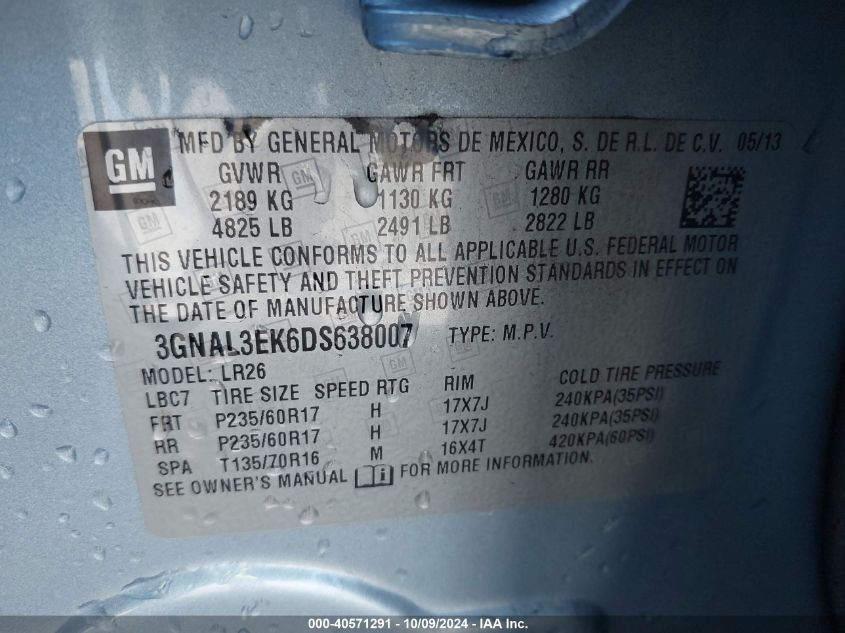 GM MFD BY GENERAL MOTORS DE MEXICO, S. DE R.L. DE C.V. 05/13
GVWR GAWR FRT GAWR RR
2189 KG 1130 KG 1280 KG
4825 LB 2491 LB 2822 LB
THIS VEHICLE CONFORMS TO ALL APPLICABLE U.S. FEDERAL MOTOR
VEHICLE SAFETY AND THEFT PREVENTION STANDARDS IN EFFECT ON
THE DATE OF MANUFACTURE SHOWN ABOVE.
3GNAL3EK6DS638007 TYPE: M.P.V.
MODEL: LR26
LBC7 TIRE SIZE SPEED RTG RIM COLD TIRE PRESSURE
FRT P235/60R17 H 17X7J 240KPA(35PSI)
RR P235/60R17 H 17X7J 240KPA(35PSI)
SPA T135/70R16 M 16X4T 420KPA(60PSI)
SEE OWNER'S MANUAL FOR MORE INFORMATION.
000-40571291 - 10/09/2024 - IAA Inc.